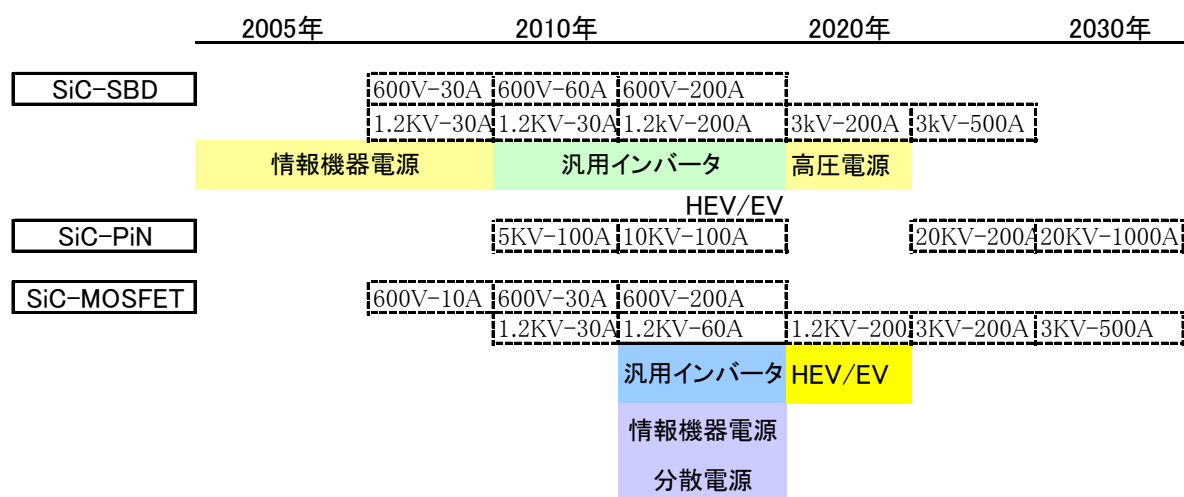 2005年 2010年 2020年 2030年
SiC-SBD 600V-30A 600V-60A 600V-200A
1.2KV-30A 1.2KV-30A 1.2kV-200A 3kV-200A 3kV-500A
情報機器電源 汎用インバータ 高圧電源
HEV/EV
SiC-PiN 5KV-100A 10KV-100A 20KV-200A 20KV-1000A
SiC-MOSFET 600V-10A 600V-30A 600V-200A
1.2KV-30A 1.2KV-60A 1.2KV-200 3KV-200A 3KV-500A
汎用インバータ HEV/EV
情報機器電源
分散電源